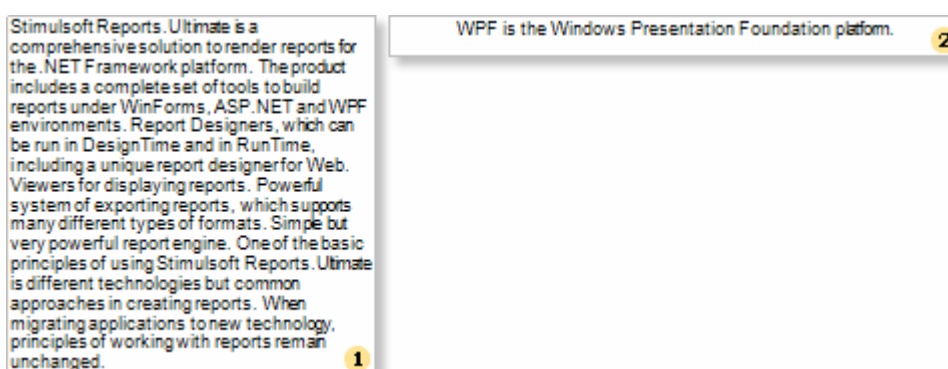 Stimulsoft Reports.Ultimate is a
comprehensive solution to render reports for
the .NET Framework platform. The product
includes a complete set of tools to build
reports under WinForms, ASP.NET and WPF
environments. Report Designers, which can
be run in DesignTime and in RunTime,
including a unique report designer for Web.
Viewers for displaying reports. Powerful
system of exporting reports, which supports
many different types of formats. Simple but
very powerful report engine. One of the basic
principles of using Stimulsoft Reports.Ultimate
is different technologies but common
approaches in creating reports. When
migrating applications to new technology,
principles of working with reports remain
unchanged.
1
WPF is the Windows Presentation Foundation platform.
2